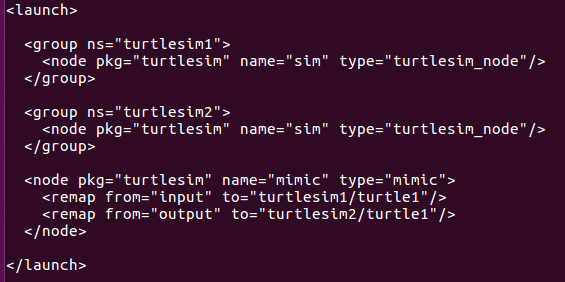 <launch>
<group ns="turtlesim1">
<node pkg="turtlesim" name="sim" type="turtlesim_node"/>
</group>
<group ns="turtlesim2">
<node pkg="turtlesim" name="sim" type="turtlesim_node"/>
</group>
<node pkg="turtlesim" name="mimic" type="mimic">
<remap from="input" to="turtlesim1/turtle1"/>
<remap from="output" to="turtlesim2/turtle1"/>
</node>
</launch>